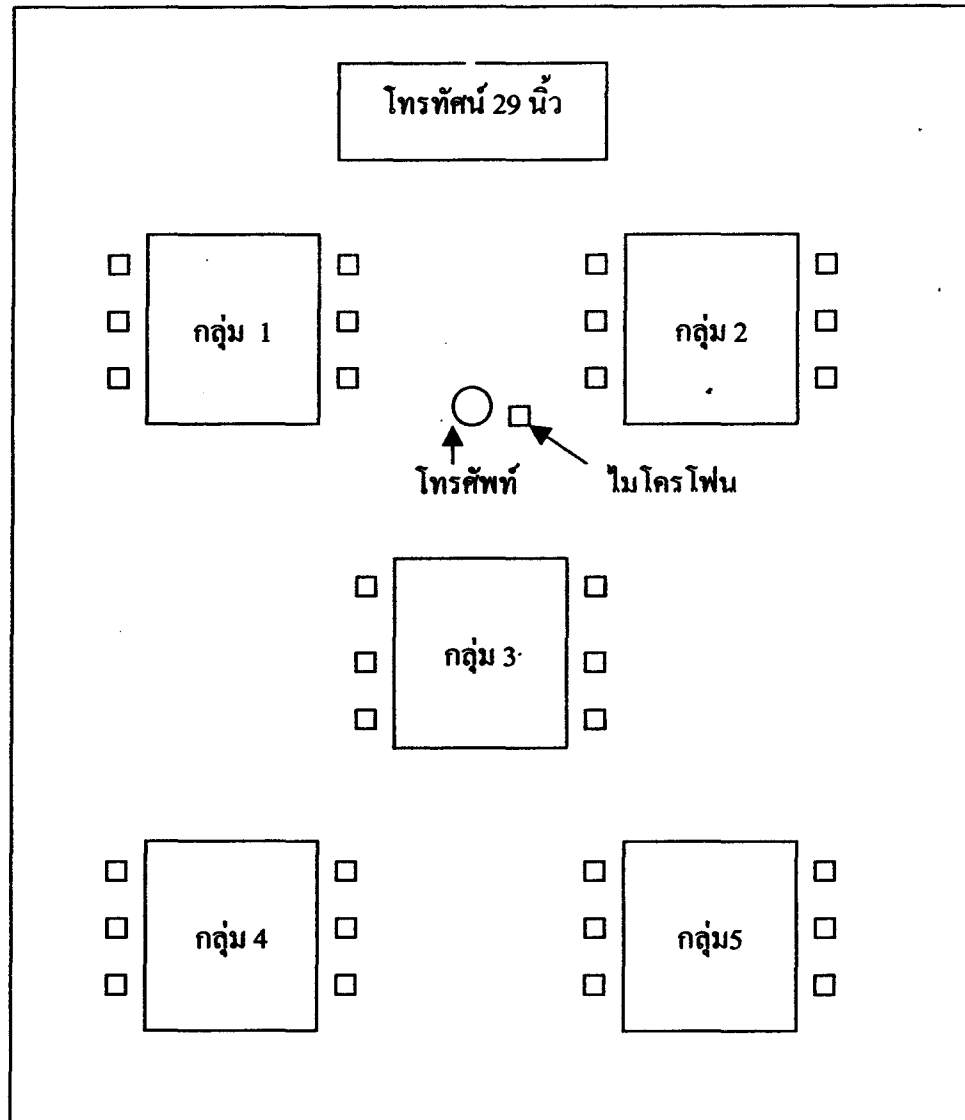 โทรทัศน์ 29 นิ้ว
กลุ่ม 1
กลุ่ม 2
โทรศัพท์
ไมโครโฟน
กลุ่ม 3
กลุ่ม 4
กลุ่ม5